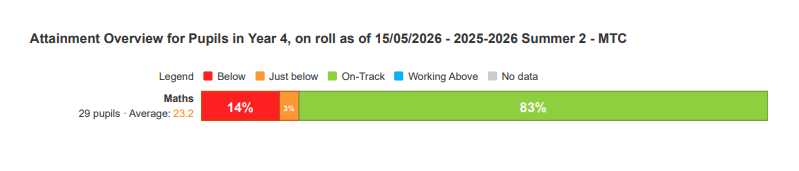 Attainment Overview for Pupils in Year 4, on roll as of 15/05/2026 - 2025-2026 Summer 2 - MTC
Legend Below Just below On-Track Working Above No data
Maths
14% 3% 83%
29 pupils · Average: 23.2